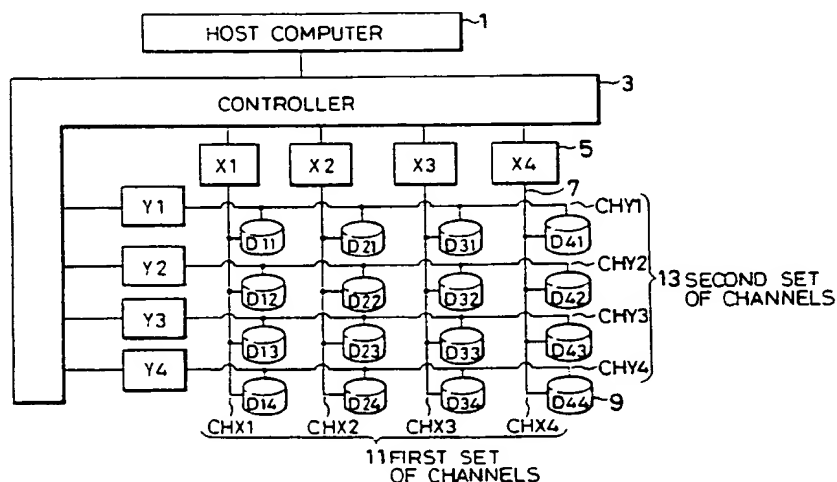 HOST COMPUTER 1
CONTROLLER 3
X1 X2 X3 X4 5
7
Y1 CHY1
D11 D21 D31 D41
Y2 CHY2
13 SECOND SET
OF CHANNELS
D12 D22 D32 D42
Y3 CHY3
D13 D23 D33 D43
Y4 CHY4
D14 D24 D34 D44 9
CHX1 CHX2 CHX3 CHX4
11 FIRST SET
OF CHANNELS